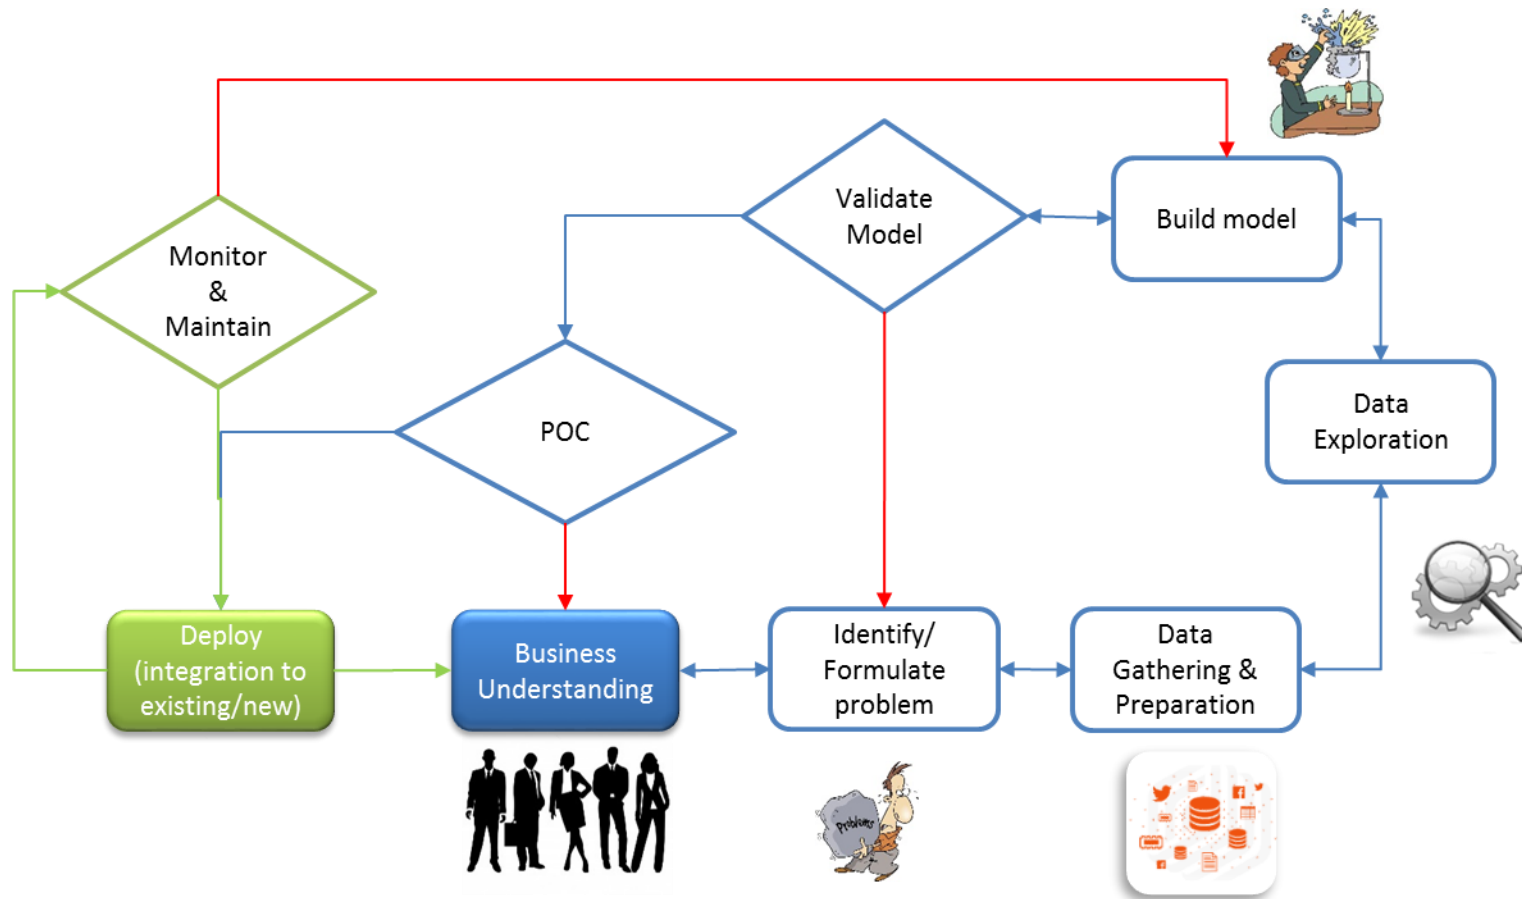 Validate
Model
Build model
Monitor
&
Maintain
POC
Data
Exploration
Deploy
(integration to
existing/new)
Business
Understanding
Identify/
Formulate
problem
Data
Gathering &
Preparation
Problems